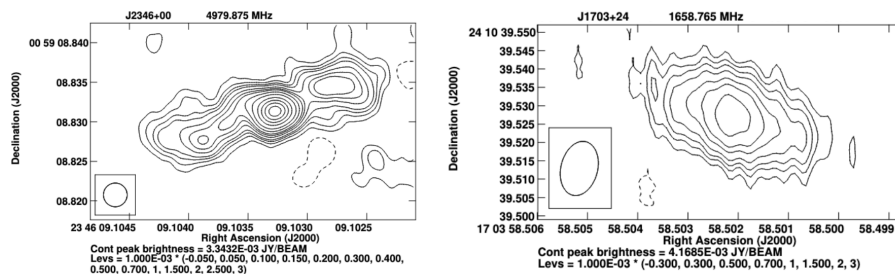 J2346+00 4979.875 MHz
00 59 08.840
08.835
08.830
08.825
08.820
Declination (J2000)
23 46 09.1045 09.1040 09.1035 09.1030 09.1025
Right Ascension (J2000)
Cont peak brightness = 3.3432E-03 JY/BEAM
Levs = 1.000E-03 * (-0.050, 0.050, 0.100, 0.150, 0.200, 0.300, 0.400,
0.500, 0.700, 1, 1.500, 2, 2.500, 3)
J1703+24 1658.765 MHz
24 10 39.550
39.545
39.540
39.535
39.530
39.525
39.520
39.515
39.510
39.505
39.500
Declination (J2000)
17 03 58.506 58.505 58.504 58.503 58.502 58.501 58.500 58.499
Right Ascension (J2000)
Cont peak brightness = 4.1685E-03 JY/BEAM
Levs = 1.000E-03 * (-0.300, 0.300, 0.500, 0.700, 1, 1.500, 2, 3)